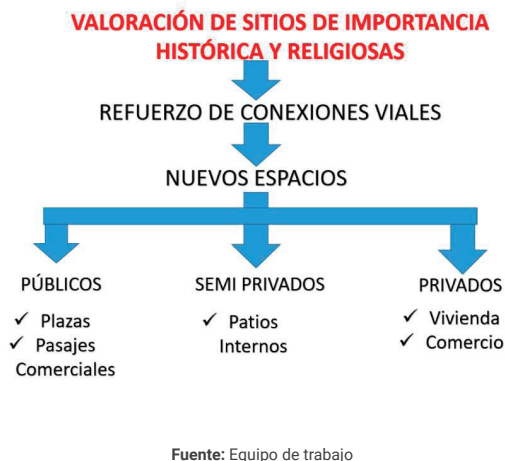 VALORACIÓN DE SITIOS DE IMPORTANCIA
HISTÓRICA Y RELIGIOSAS
REFUERZO DE CONEXIONES VIALES
NUEVOS ESPACIOS
PÚBLICOS
✓ Plazas
✓ Pasajes
Comerciales
SEMI PRIVADOS
✓ Patios
Internos
PRIVADOS
✓ Vivienda
✓ Comercio
Fuente: Equipo de trabajo